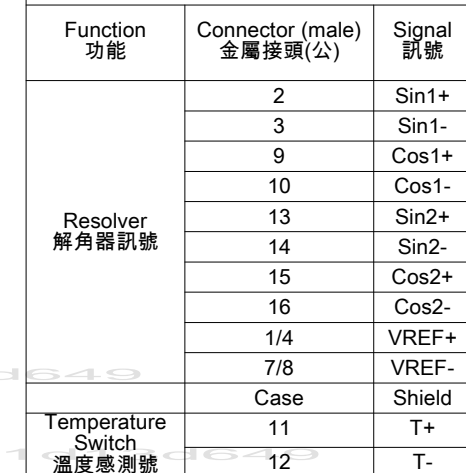 Function
功能
Connector (male)
金屬接頭(公)
Signal
訊號
Resolver
解角器訊號
2 Sin1+
3 Sin1-
9 Cos1+
10 Cos1-
13 Sin2+
14 Sin2-
15 Cos2+
16 Cos2-
1/4 VREF+
7/8 VREF-
Case Shield
Temperature
Switch
溫度感測號
11 T+
12 T-